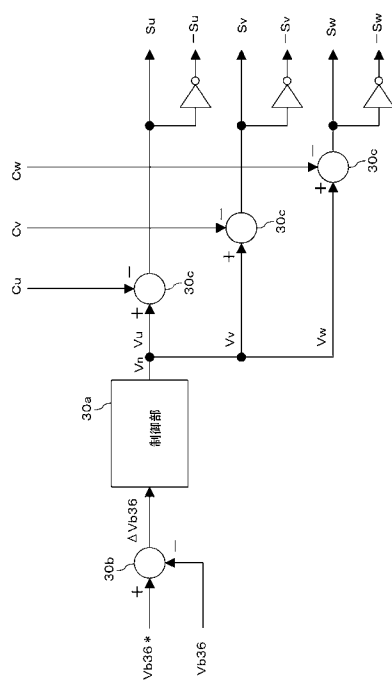 Su
−Su
Sv
−Sv
Sw
−Sw
Cw
Cv
Cu
−
−
−
+
+
+
30c
30c
30c
Vu
Vn
Vv
Vw
30a
制御部
ΔVb36
30b
+
−
Vb36*
Vb36